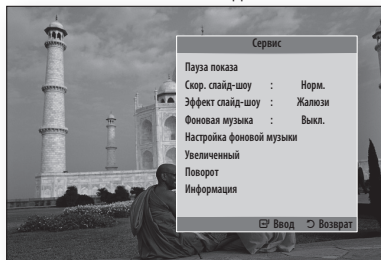 Сервис
Пауза показа
Скор. слайд-шоу : Норм.
Эффект слайд-шоу : Жалюзи
Фоновая музыка : Выкл.
Настройка фоновой музыки
Увеличенный
Поворот
Информация
Ввод Возврат